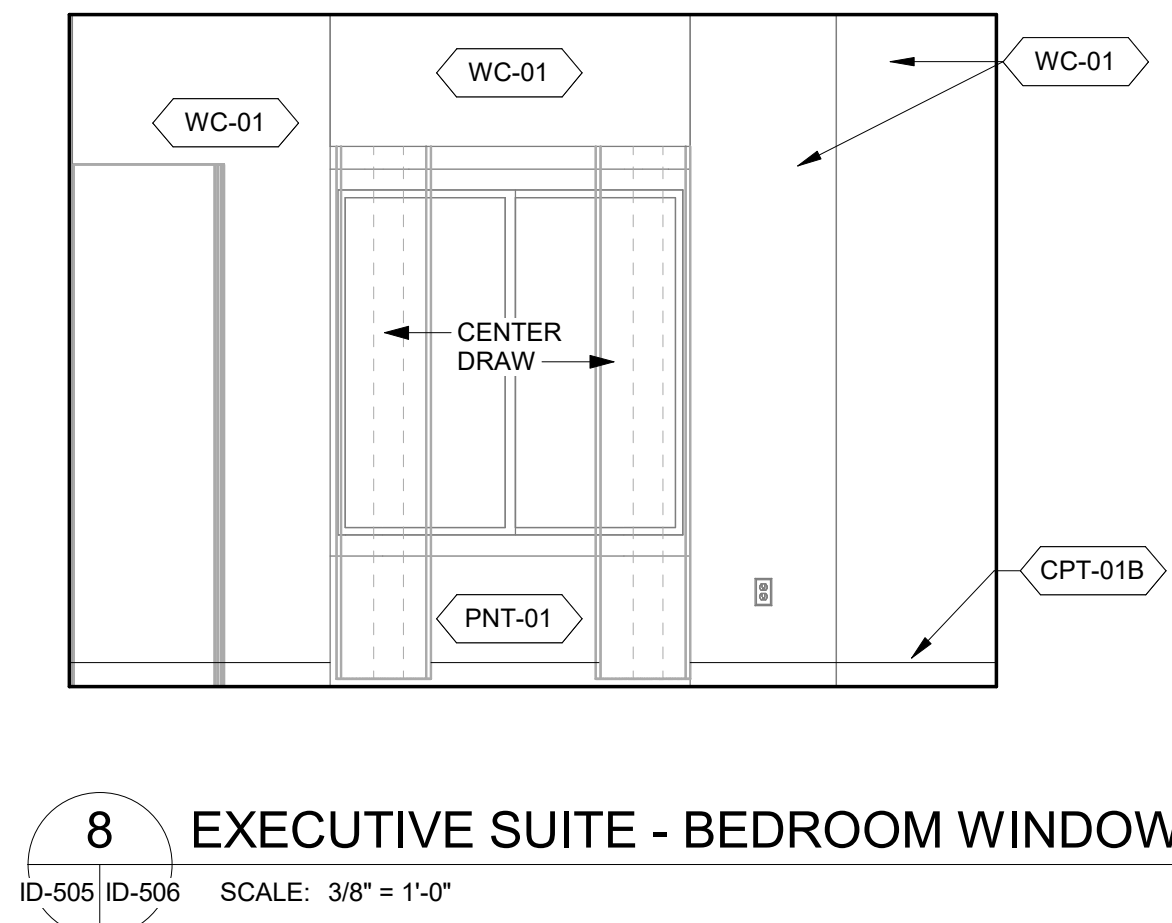 WC-01
WC-01
WC-01
CENTER
DRAW
CPT-01B
PNT-01
8
EXECUTIVE SUITE - BEDROOM WINDOW
ID-505 ID-506
SCALE: 3/8" = 1'-0"